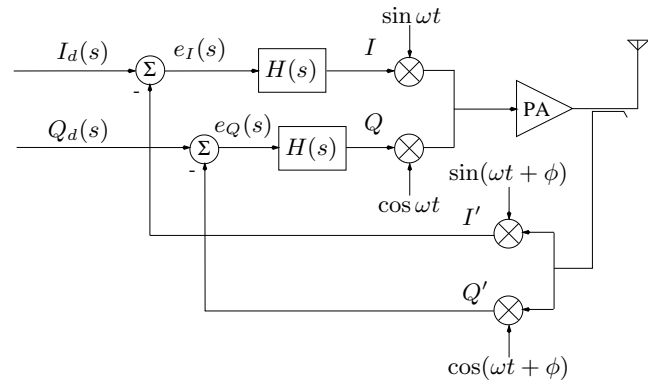 sin ωt
I_d(s)
Σ
-
e_I(s)
H(s)
I
PA
Q_d(s)
Σ
-
e_Q(s)
H(s)
Q
cos ωt
sin(ωt + ϕ)
I′
Q′
cos(ωt + ϕ)